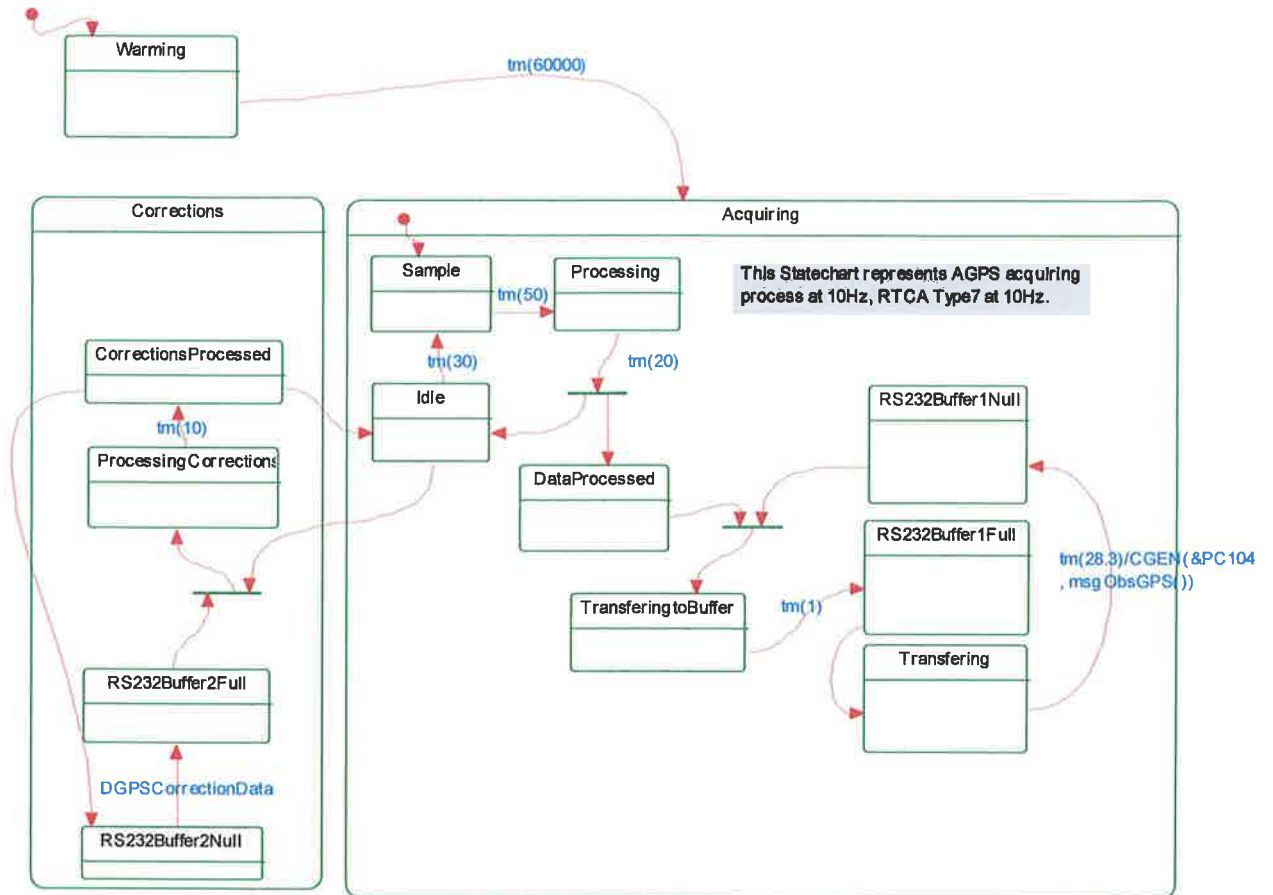 Warming
tm(60000)
Corrections
Acquiring
Sample
Processing
This Statechart represents AGPS acquiring
process at 10Hz, RTCA Type7 at 10Hz.
tm(50)
CorrectionsProcessed
tm(30)
tm(20)
Idle
RS232Buffer1Null
tm(10)
ProcessingCorrections
DataProcessed
RS232Buffer1Full
tm(28.3)/CGEN(&PC104
, msgObsGPS())
TransferingtoBuffer
tm(1)
Transfering
RS232Buffer2Full
DGPSCorrectionData
RS232Buffer2Null